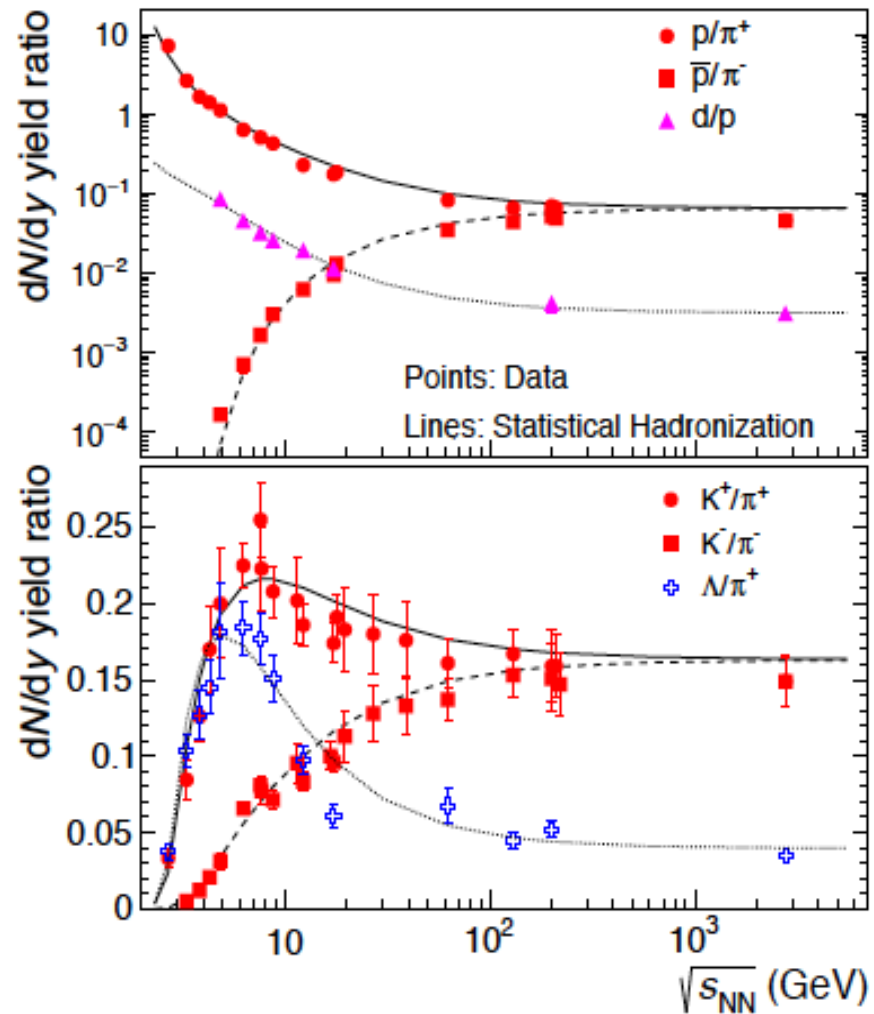 dN/dy yield ratio
10
1
10⁻¹
10⁻²
10⁻³
10⁻⁴
p/π⁺
p̅/π⁻
d/p
Points: Data
Lines: Statistical Hadronization
dN/dy yield ratio
0.25
0.2
0.15
0.1
0.05
0
K⁺/π⁺
K⁻/π⁻
Λ/π⁺
10
10²
10³
√s_NN (GeV)